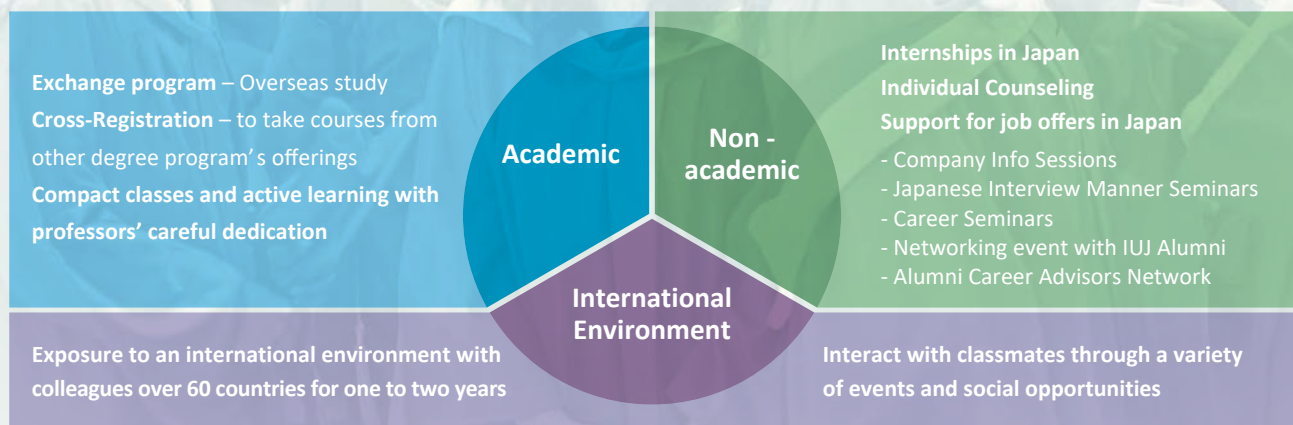 Exchange program – Overseas study
Cross-Registration – to take courses from
other degree program's offerings
Compact classes and active learning with
professors' careful dedication
Academic
Non -
academic
Internships in Japan
Individual Counseling
Support for job offers in Japan
- Company Info Sessions
- Japanese Interview Manner Seminars
- Career Seminars
- Networking event with IUJ Alumni
- Alumni Career Advisors Network
International
Environment
Exposure to an international environment with
colleagues over 60 countries for one to two years
Interact with classmates through a variety
of events and social opportunities